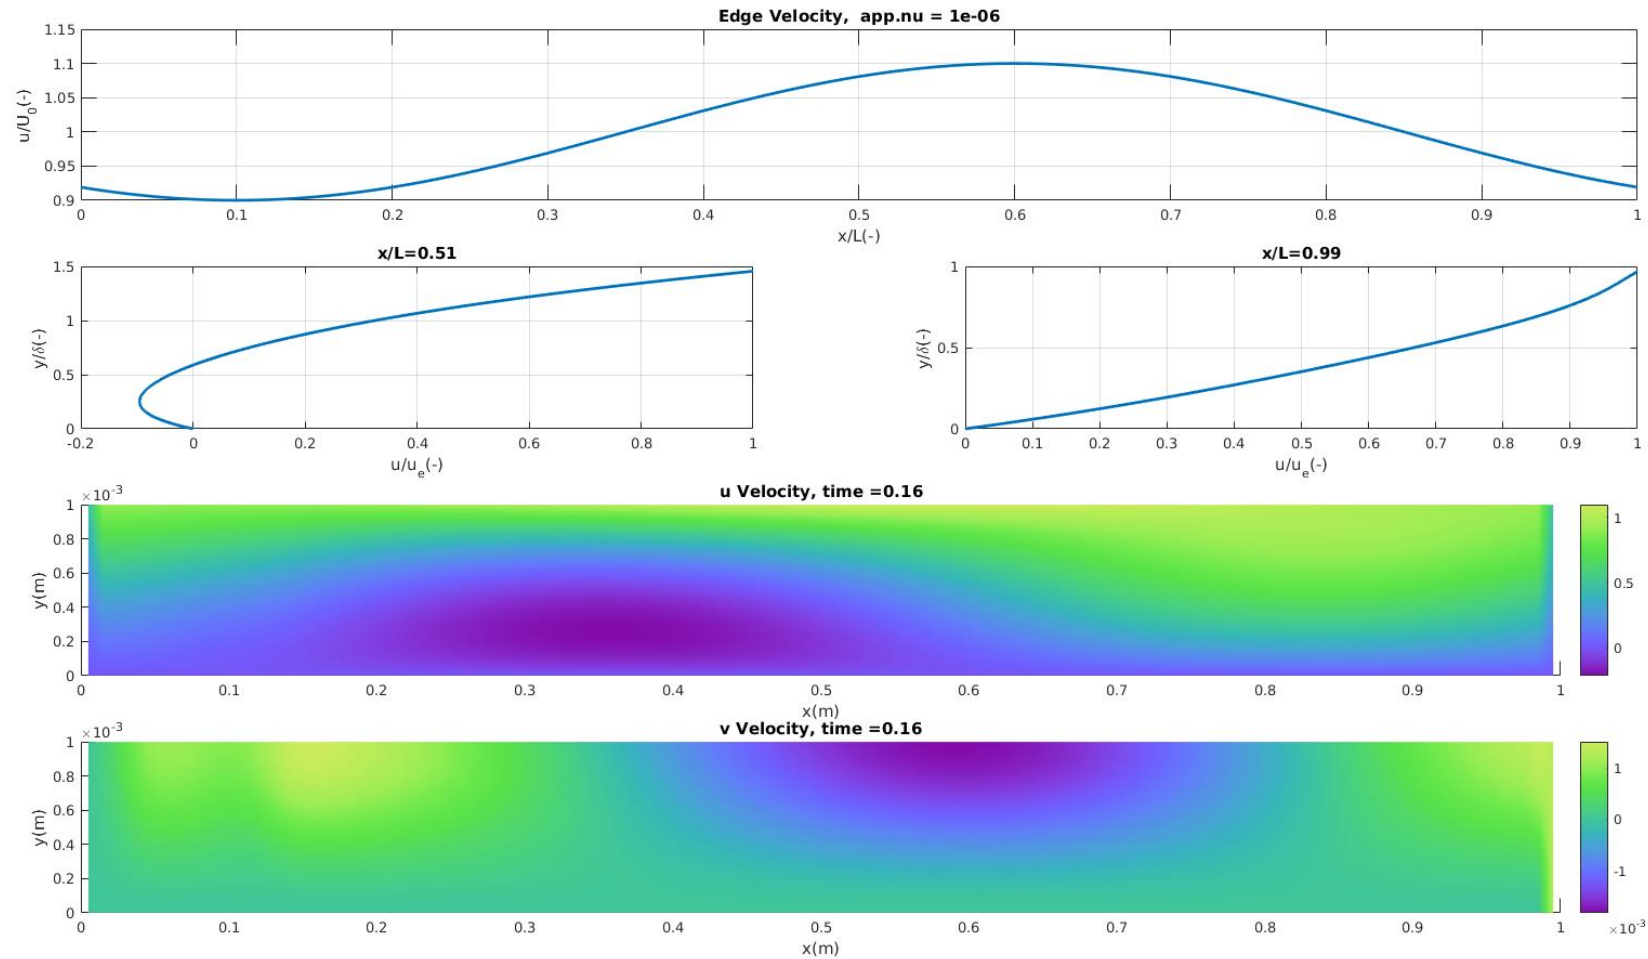 Edge Velocity, app.nu = 1e-06
1.15
1.1
1.05
1
0.95
0.9
u/U0(-)
0 0.1 0.2 0.3 0.4 0.5 0.6 0.7 0.8 0.9 1
x/L(-)
x/L=0.51
1.5
1
0.5
0
y/δ(-)
-0.2 0 0.2 0.4 0.6 0.8 1
u/ue(-)
x/L=0.99
1
0.5
0
y/δ(-)
0 0.1 0.2 0.3 0.4 0.5 0.6 0.7 0.8 0.9 1
u/ue(-)
×10-3
u Velocity, time =0.16
1
0.8
0.6
0.4
0.2
0
y(m)
0 0.1 0.2 0.3 0.4 0.5 0.6 0.7 0.8 0.9 1
x(m)
1
0.5
0
×10-3
v Velocity, time =0.16
1
0.8
0.6
0.4
0.2
0
y(m)
0 0.1 0.2 0.3 0.4 0.5 0.6 0.7 0.8 0.9 1
x(m)
1
0
-1
×10-3